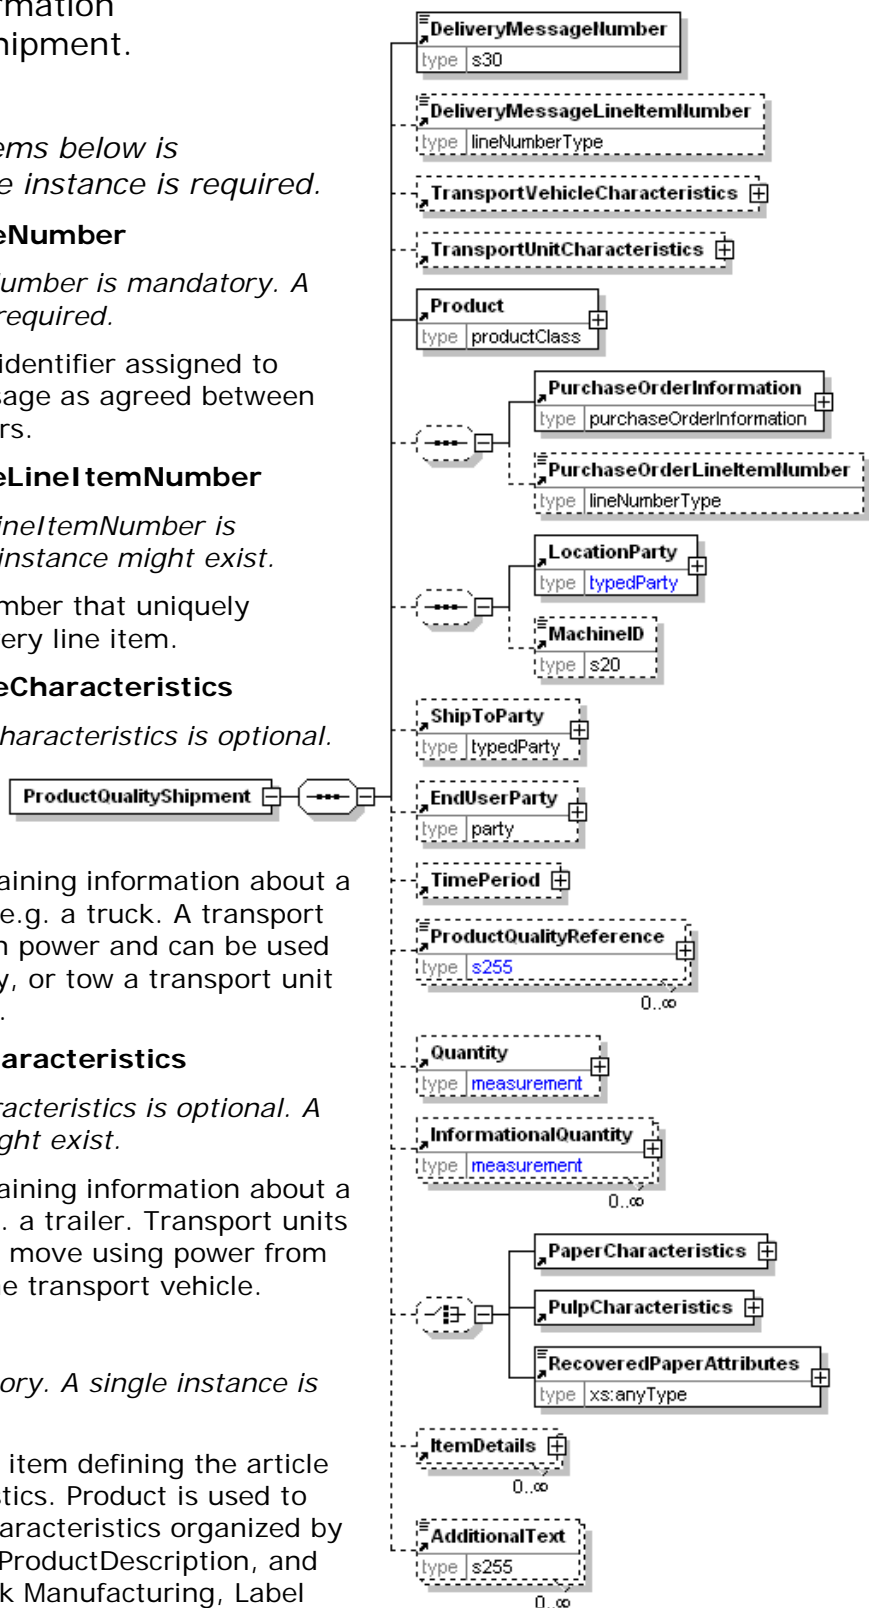 rmation
hipment.
ems below is
e instance is required.
eNumber
Number is mandatory. A
required.
identifier assigned to
sage as agreed between
rs.
eLineItemNumber
LineItemNumber is
instance might exist.
mber that uniquely
very line item.
eCharacteristics
Characteristics is optional.
aining information about a
e.g. a truck. A transport
n power and can be used
y, or tow a transport unit
.
aracteristics
racteristics is optional. A
ght exist.
aining information about a
. a trailer. Transport units
move using power from
he transport vehicle.
ory. A single instance is
item defining the article
stics. Product is used to
aracteristics organized by
ProductDescription, and
k Manufacturing, Label
ProductQualityShipment
DeliveryMessageNumber
type s30
DeliveryMessageLineItemNumber
type lineNumberType
TransportVehicleCharacteristics
TransportUnitCharacteristics
Product
type productClass
PurchaseOrderInformation
type purchaseOrderInformation
PurchaseOrderLineItemNumber
type lineNumberType
LocationParty
type typedParty
MachineID
type s20
ShipToParty
type typedParty
EndUserParty
type party
TimePeriod
ProductQualityReference
type s255
0..∞
Quantity
type measurement
InformationalQuantity
type measurement
0..∞
PaperCharacteristics
PulpCharacteristics
RecoveredPaperAttributes
type xs:anyType
ItemDetails
0..∞
AdditionalText
type s255
0..∞